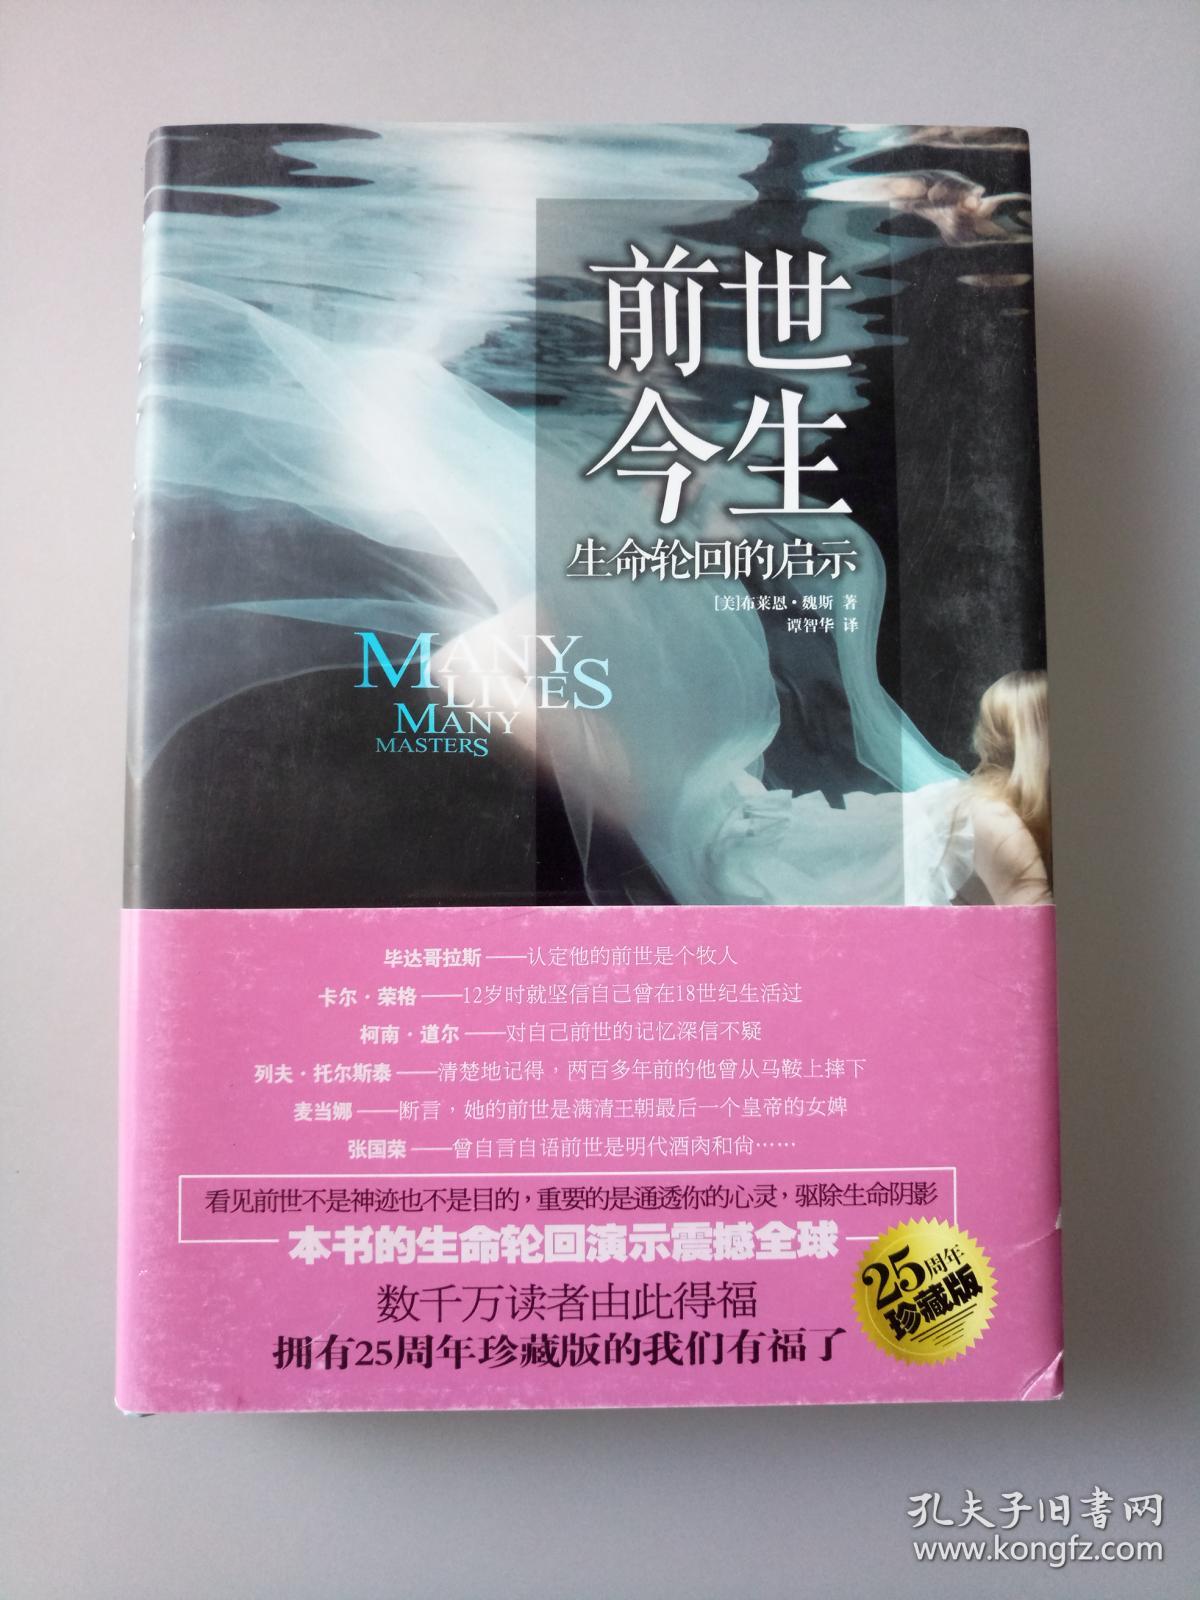 前世
今生
生命轮回的启示
[美]布莱恩·魏斯 著
谭智华 译
MANY
LIVES
MANY
MASTERS
毕达哥拉斯——认定他的前世是个牧人
卡尔·荣格——12岁时就坚信自己曾在18世纪生活过
柯南·道尔——对自己前世的记忆深信不疑
列夫·托尔斯泰——清楚地记得，两百多年前的他曾从马鞍上摔下
麦当娜——断言，她的前世是满清王朝最后一个皇帝的女婢
张国荣——曾自言自语前世是明代酒肉和尚……
看见前世不是神迹也不是目的，重要的是通透你的心灵，驱除生命阴影
本书的生命轮回演示震撼全球
数千万读者由此得福
拥有25周年珍藏版的我们有福了
25周年
珍藏版
孔夫子旧书网
www.kongfz.com